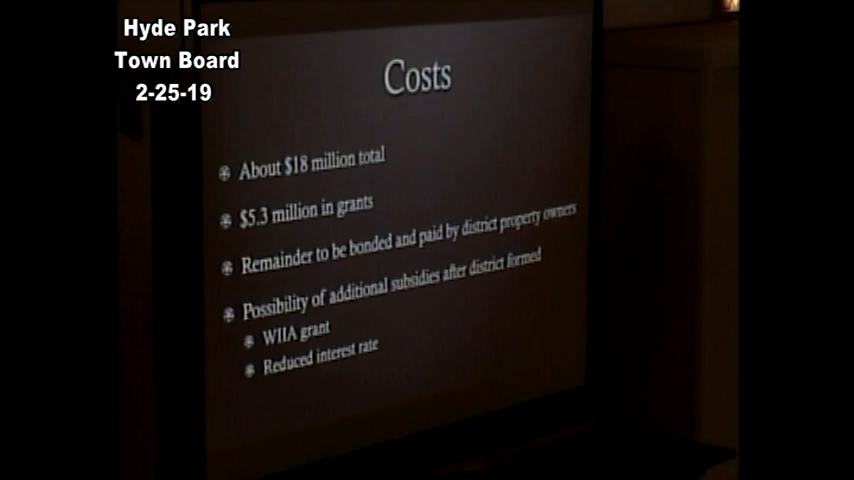 Hyde Park
Town Board
2-25-19
Costs
About $18 million total
$5.3 million in grants
Remainder to be bonded and paid by district property owners
Possibility of additional subsidies after district formed
WIIA grant
Reduced interest rate